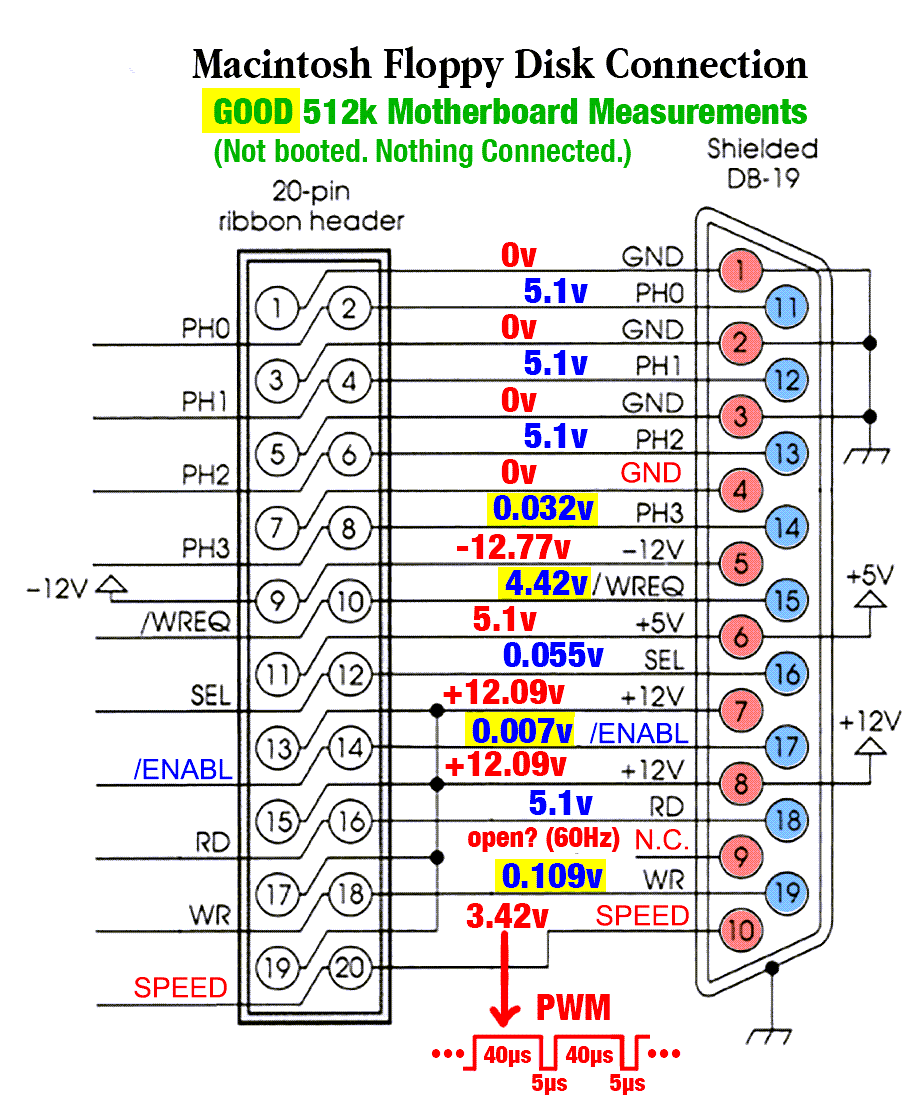 Macintosh Floppy Disk Connection
GOOD 512k Motherboard Measurements
(Not booted. Nothing Connected.)
20-pin
ribbon header
Shielded
DB-19
0v GND 1
1 2 5.1v PH0 11
PH0 0v GND 2
3 4 5.1v PH1 12
PH1 0v GND 3
5 6 5.1v PH2 13
PH2 0v GND 4
7 8 0.032v PH3 14
PH3 -12.77v -12V 5
-12V 9 10 4.42v /WREQ 15 +5V
/WREQ 5.1v +5V 6
11 12 0.055v SEL 16
SEL +12.09v +12V 7
13 14 0.007v /ENABL 17 +12V
/ENABL +12.09v +12V 8
15 16 5.1v RD 18
RD open? (60Hz) N.C. 9
17 18 0.109v WR 19
WR 3.42v SPEED 10
19 20
SPEED PWM
40µs 40µs
5µs 5µs